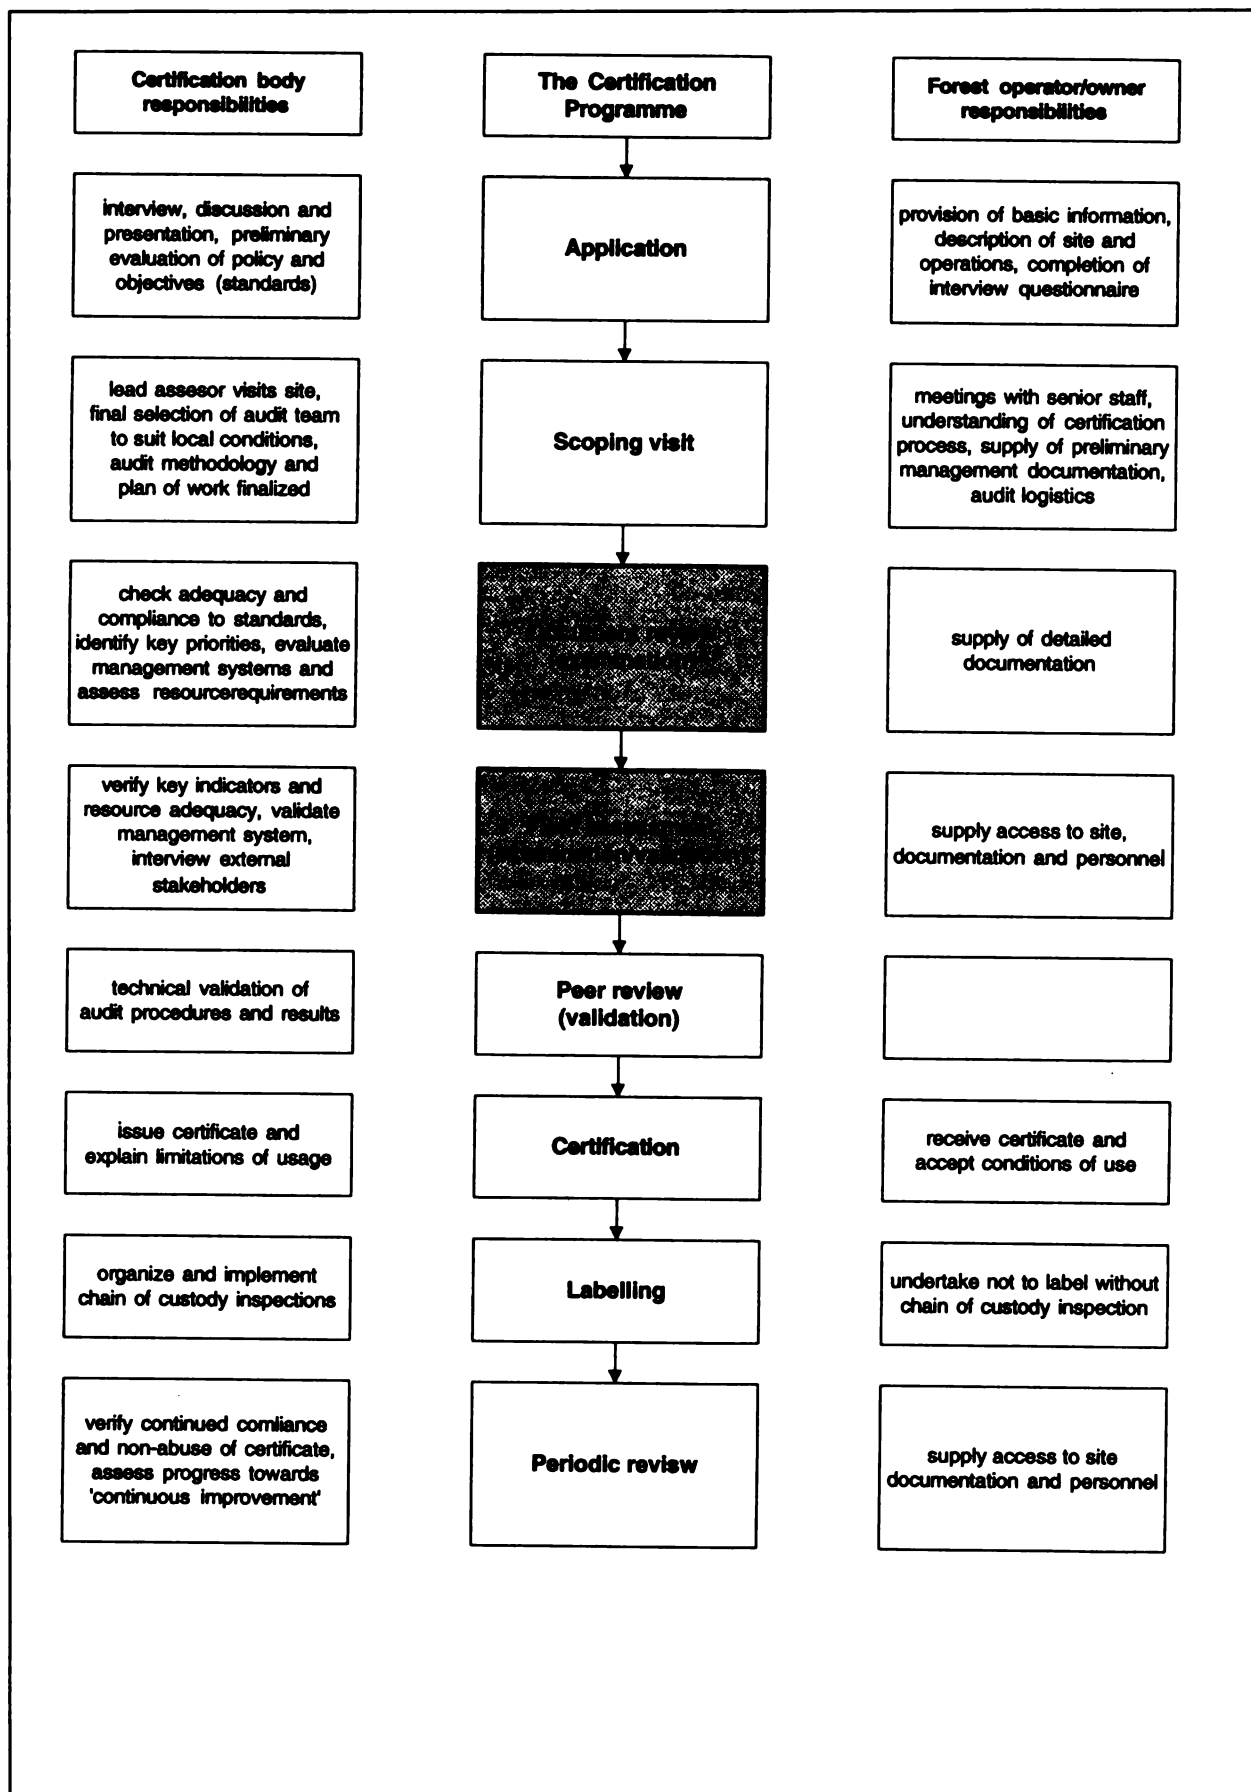 Certification body
responsibilities
The Certification
Programme
Forest operator/owner
responsibilities
interview, discussion and
presentation, preliminary
evaluation of policy and
objectives (standards)
Application
provision of basic information,
description of site and
operations, completion of
interview questionnaire
lead assesor visits site,
final selection of audit team
to suit local conditions,
audit methodology and
plan of work finalized
Scoping visit
meetings with senior staff,
understanding of certification
process, supply of preliminary
management documentation,
audit logistics
check adequacy and
compliance to standards,
identify key priorities, evaluate
management systems and
assess resourcerequirements
supply of detailed
documentation
verify key indicators and
resource adequacy, validate
management system,
interview external
stakeholders
supply access to site,
documentation and personnel
technical validation of
audit procedures and results
Peer review
(validation)
issue certificate and
explain limitations of usage
Certification
receive certificate and
accept conditions of use
organize and implement
chain of custody inspections
Labelling
undertake not to label without
chain of custody inspection
verify continued comliance
and non-abuse of certificate,
assess progress towards
'continuous improvement'
Periodic review
supply access to site
documentation and personnel